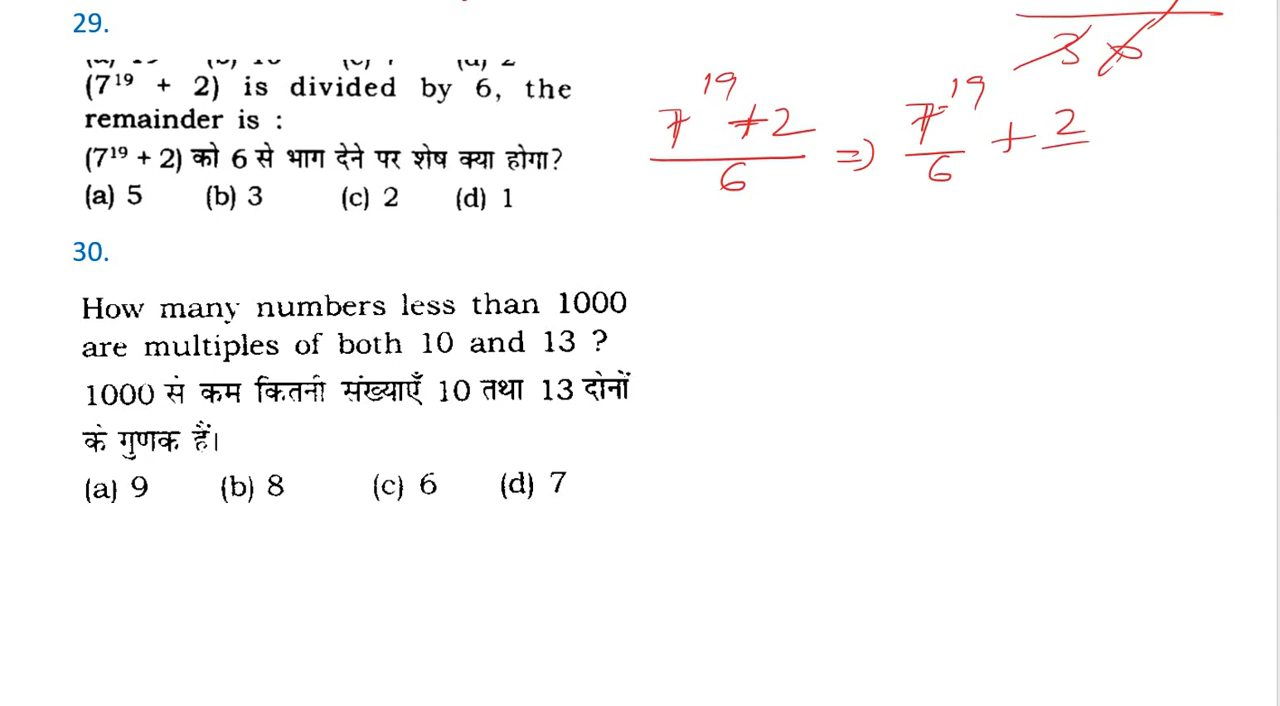 29.
(7¹⁹ + 2) is divided by 6, the
remainder is :
(7¹⁹ + 2) को 6 से भाग देने पर शेष क्या होगा?
(a) 5 (b) 3 (c) 2 (d) 1
7¹⁹ + 2 / 6 ⇒ 7¹⁹ / 6 + 2
30.
How many numbers less than 1000
are multiples of both 10 and 13 ?
1000 से कम कितनी संख्याएँ 10 तथा 13 दोनों
के गुणक हैं।
(a) 9 (b) 8 (c) 6 (d) 7